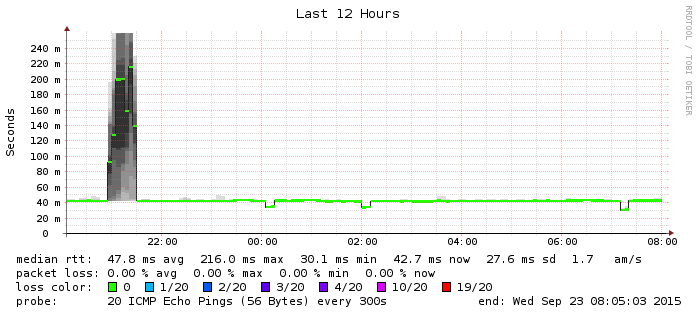 Last 12 Hours
RRDTOOL / TOBI OETIKER
Seconds
240 m
220 m
200 m
180 m
160 m
140 m
120 m
100 m
80 m
60 m
40 m
20 m
0
22:00 00:00 02:00 04:00 06:00 08:00
median rtt: 47.8 ms avg 216.0 ms max 30.1 ms min 42.7 ms now 27.6 ms sd 1.7 am/s
packet loss: 0.00 % avg 0.00 % max 0.00 % min 0.00 % now
loss color: 0 1/20 2/20 3/20 4/20 10/20 19/20
probe: 20 ICMP Echo Pings (56 Bytes) every 300s end: Wed Sep 23 08:05:03 2015